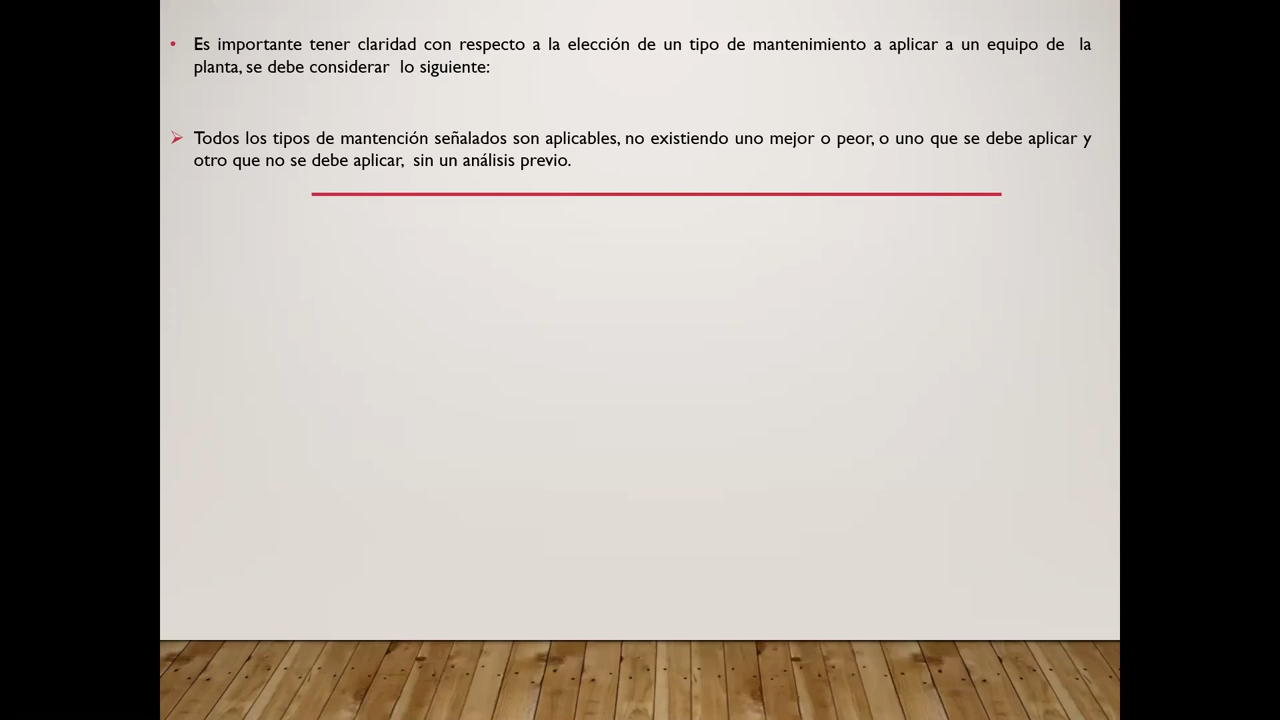 • Es importante tener claridad con respecto a la elección de un tipo de mantenimiento a aplicar a un equipo de la
planta, se debe considerar lo siguiente:
➢ Todos los tipos de mantención señalados son aplicables, no existiendo uno mejor o peor, o uno que se debe aplicar y
otro que no se debe aplicar, sin un análisis previo.